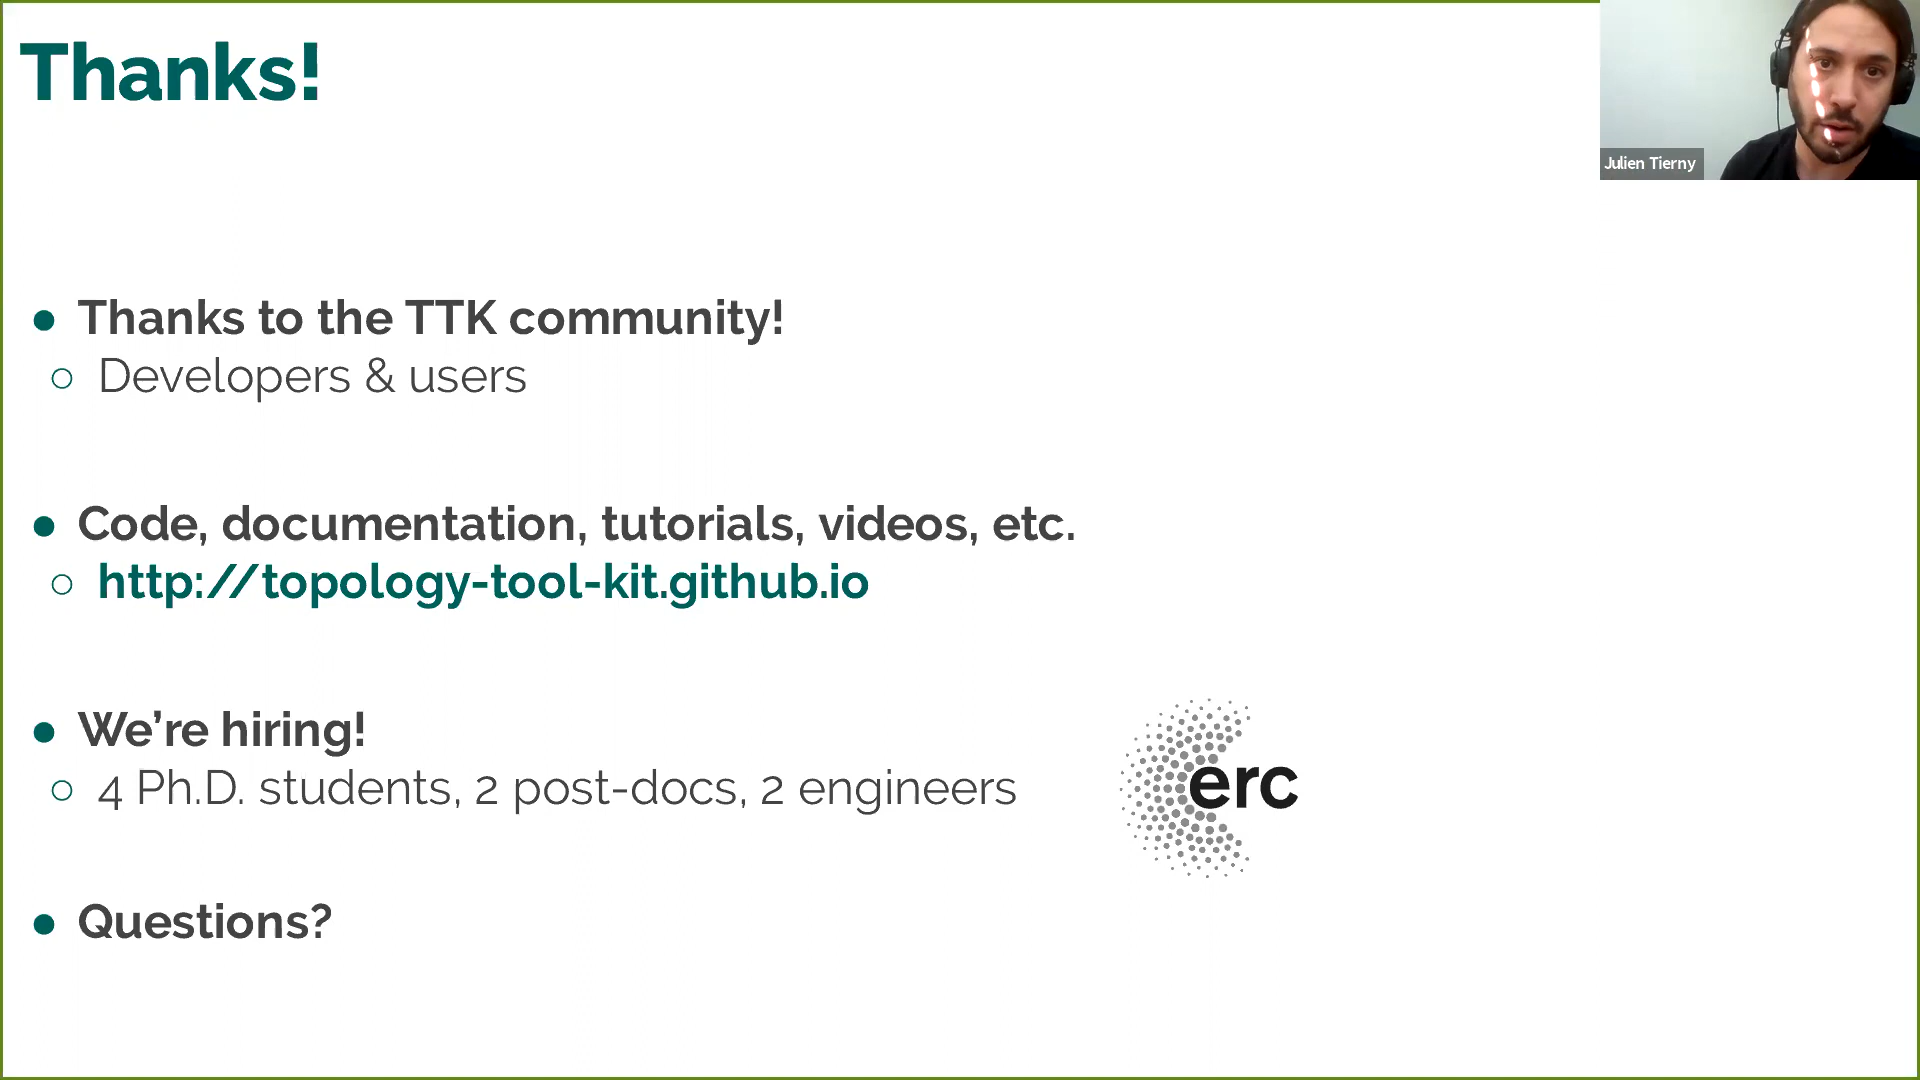 Thanks!
Julien Tierny
● Thanks to the TTK community!
○ Developers & users
● Code, documentation, tutorials, videos, etc.
○ http://topology-tool-kit.github.io
● We’re hiring!
○ 4 Ph.D. students, 2 post-docs, 2 engineers
erc
● Questions?